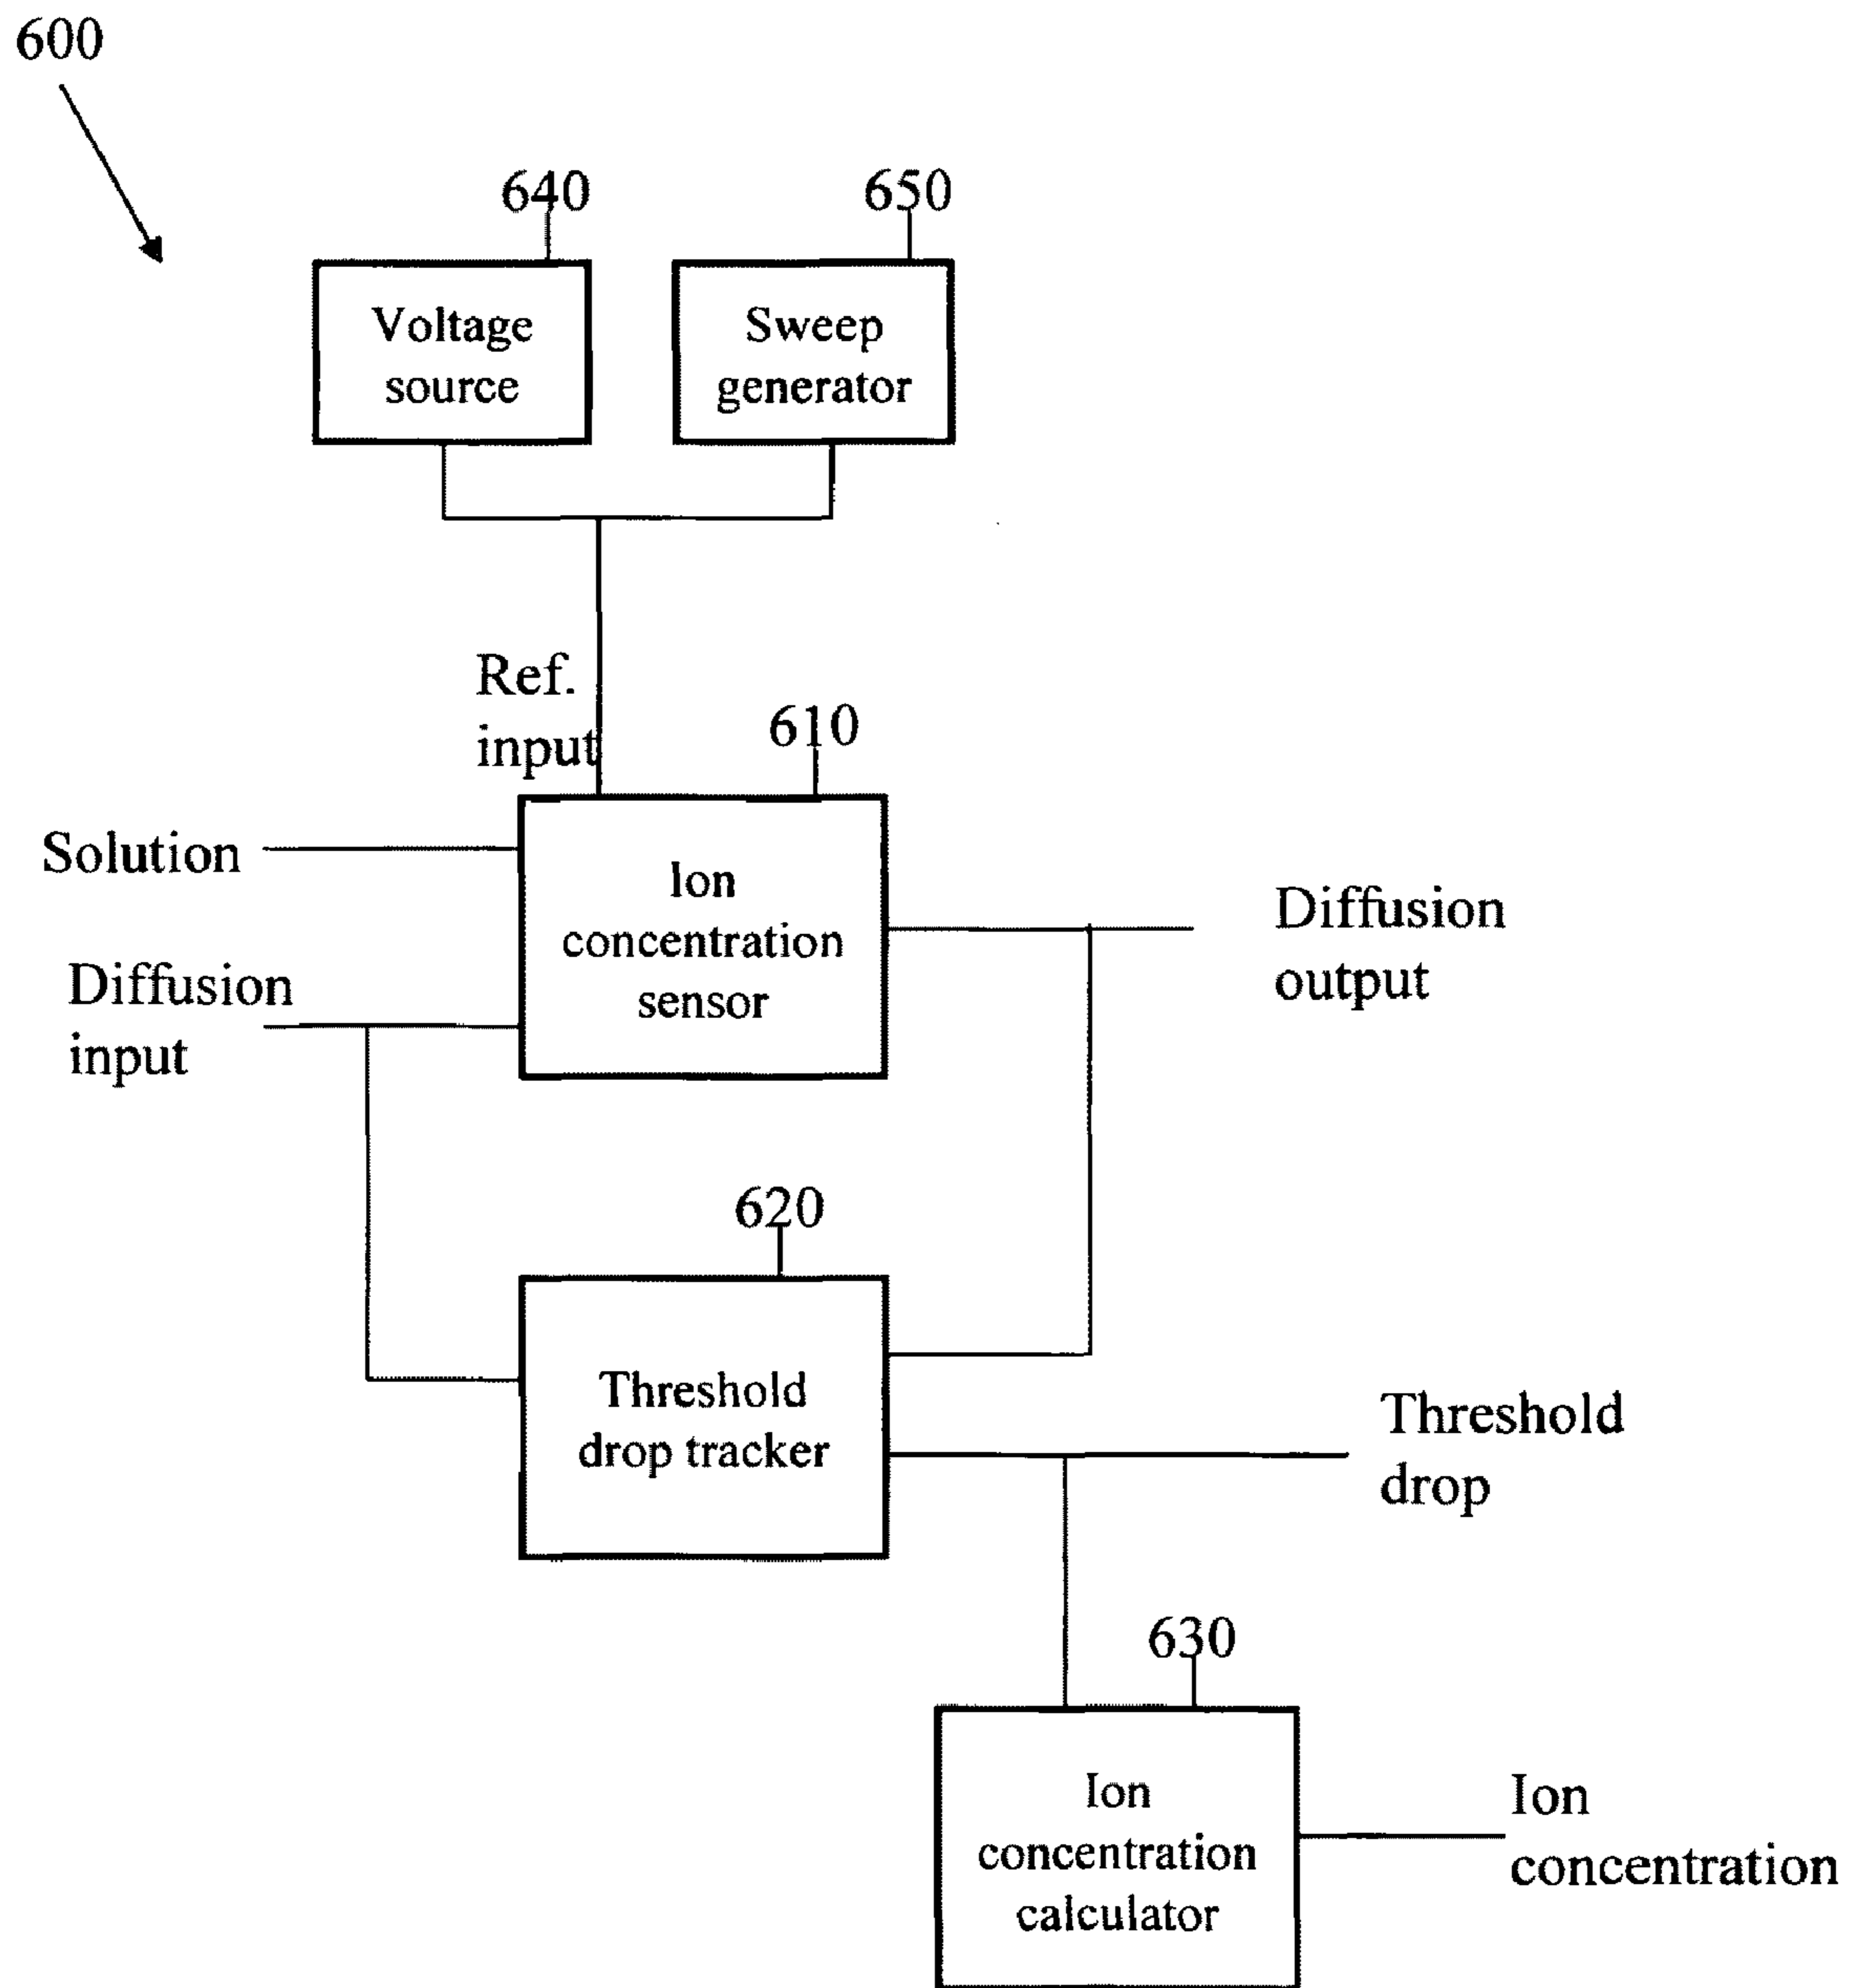 600
640
650
Voltage
source
Sweep
generator
Ref.
input
610
Solution
Ion
concentration
sensor
Diffusion
output
Diffusion
input
620
Threshold
drop tracker
Threshold
drop
630
Ion
concentration
calculator
Ion
concentration